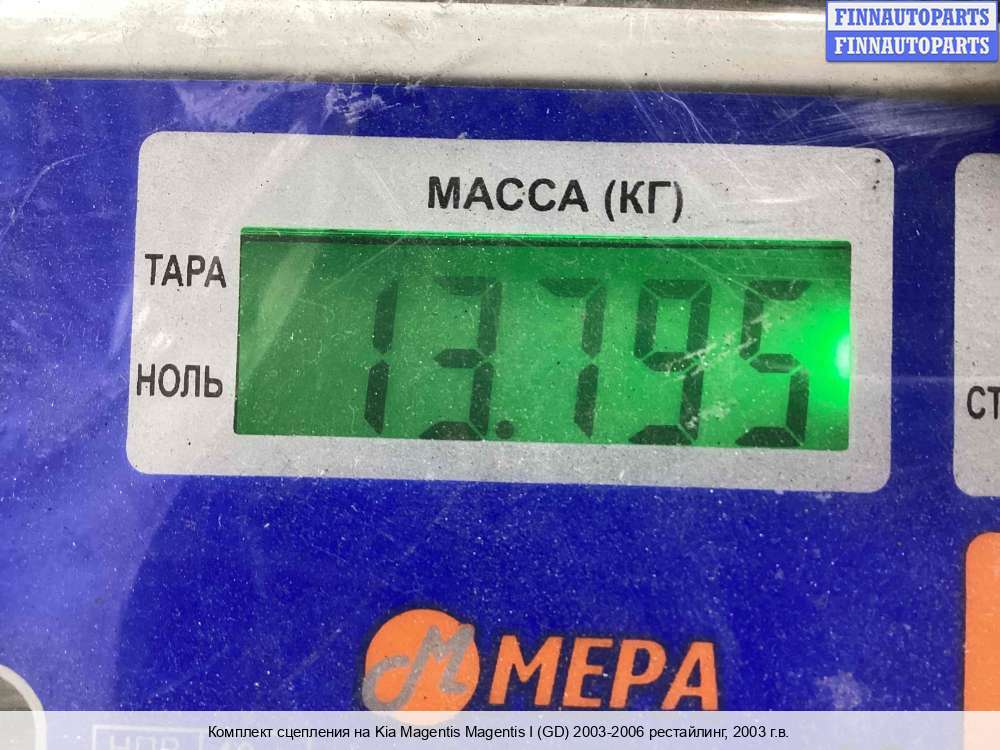 FINNAUTOPARTS
FINNAUTOPARTS
МАССА (КГ)
ТАРА
13.795
НОЛЬ
СТ
МЕРА
Комплект сцепления на Kia Magentis Magentis I (GD) 2003-2006 рестайлинг, 2003 г.в.